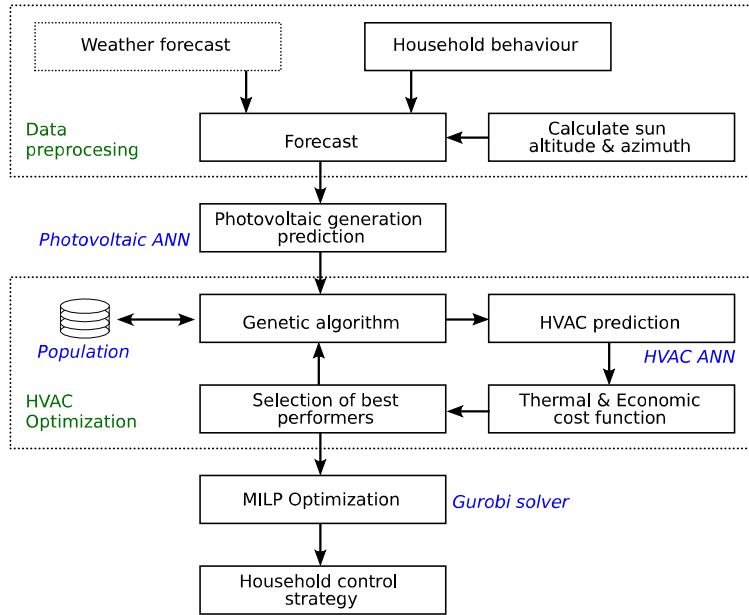 Weather forecast
Household behaviour
Data
preprocesing
Forecast
Calculate sun
altitude & azimuth
Photovoltaic ANN
Photovoltaic generation
prediction
Genetic algorithm
HVAC prediction
Population
HVAC ANN
HVAC
Optimization
Selection of best
performers
Thermal & Economic
cost function
MILP Optimization
Gurobi solver
Household control
strategy